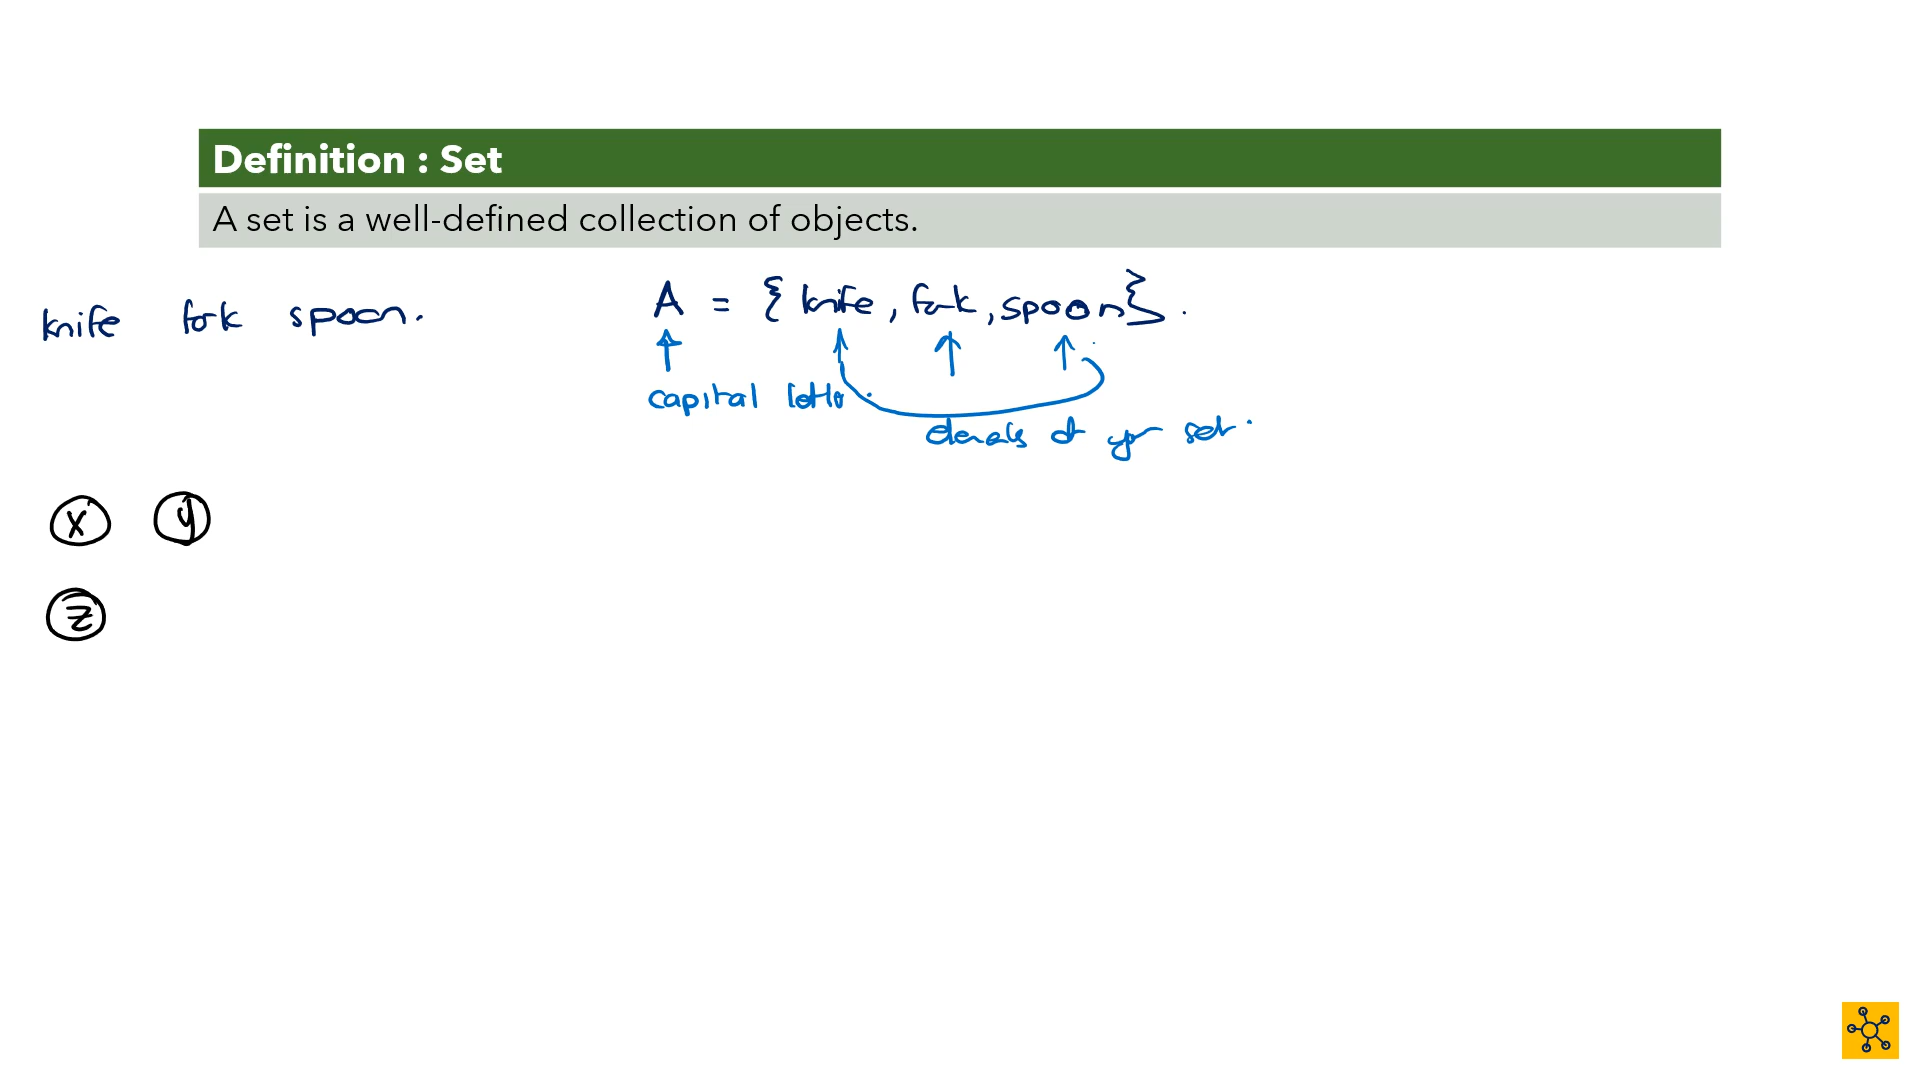 Definition : Set
A set is a well-defined collection of objects.
knife fork spoon.
A = { knife, fork, spoon}.
capital letter.
elements of your set.
x y
z